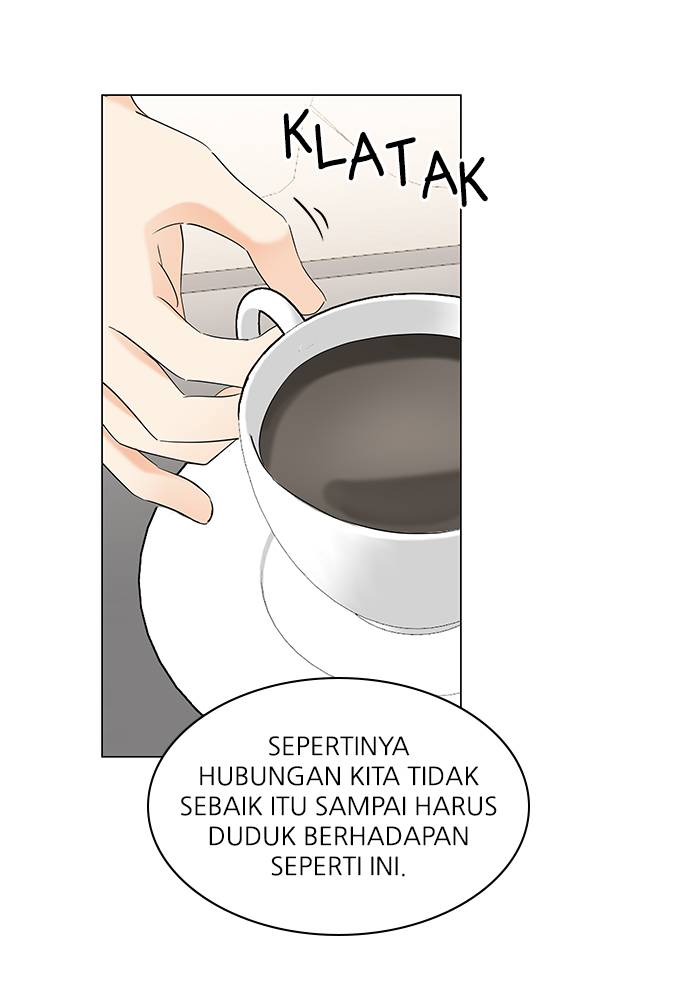 KLATAK
SEPERTINYA
HUBUNGAN KITA TIDAK
SEBAIK ITU SAMPAI HARUS
DUDUK BERHADAPAN
SEPERTI INI.